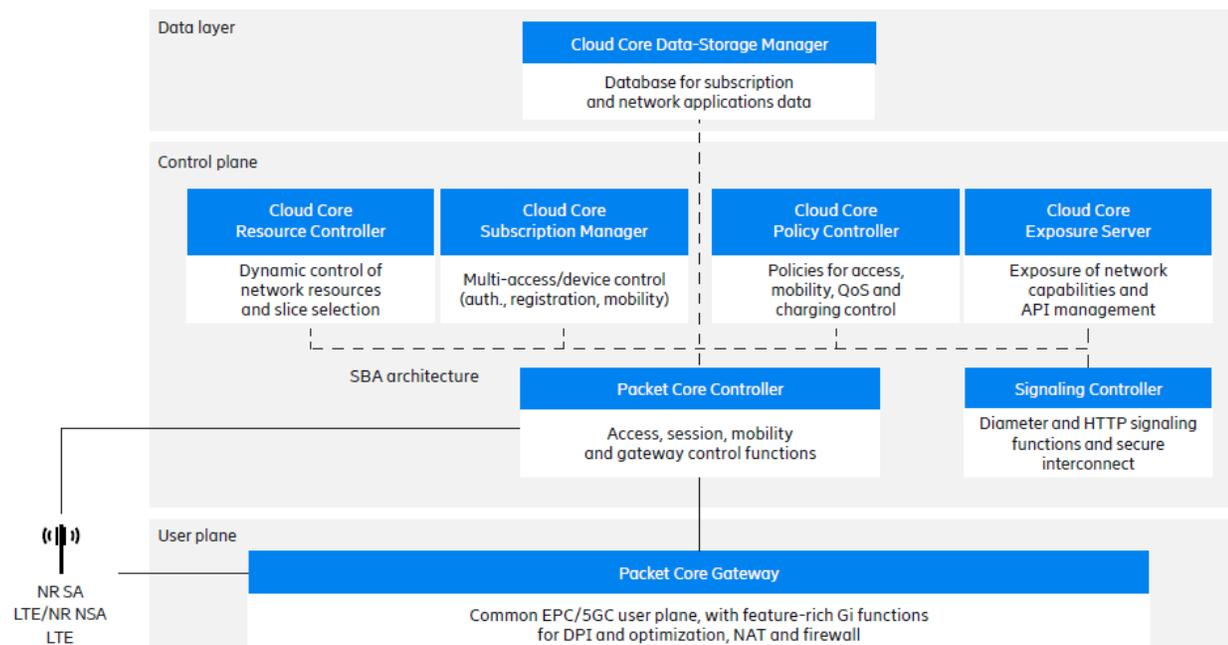 Data layer
Cloud Core Data-Storage Manager
Database for subscription
and network applications data
Control plane
Cloud Core
Resource Controller
Dynamic control of
network resources
and slice selection
Cloud Core
Subscription Manager
Multi-access/device control
(auth., registration, mobility)
Cloud Core
Policy Controller
Policies for access,
mobility, QoS and
charging control
Cloud Core
Exposure Server
Exposure of network
capabilities and
API management
SBA architecture
Packet Core Controller
Access, session, mobility
and gateway control functions
Signaling Controller
Diameter and HTTP signaling
functions and secure
interconnect
User plane
NR SA
LTE/NR NSA
LTE
Packet Core Gateway
Common EPC/5GC user plane, with feature-rich Gi functions
for DPI and optimization, NAT and firewall